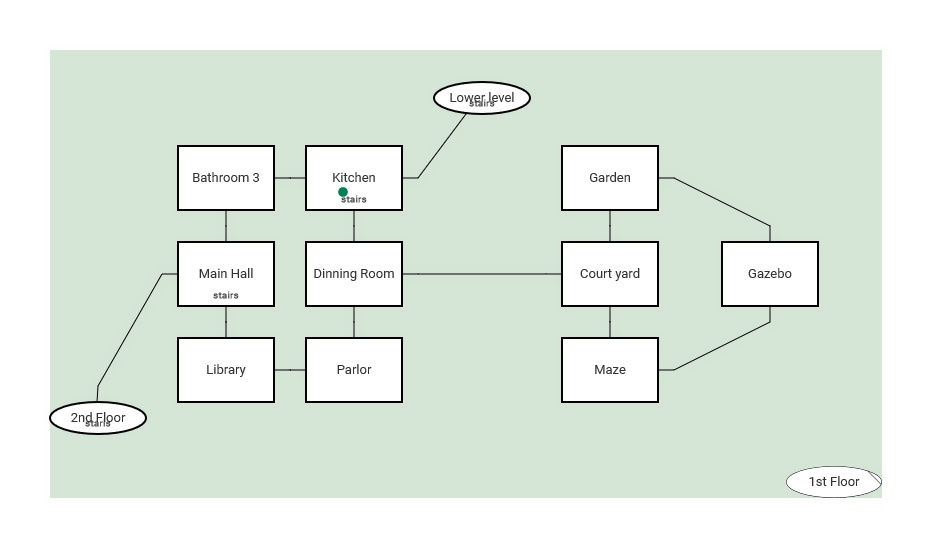 Lower level
stairs
Bathroom 3
Kitchen
stairs
Garden
Main Hall
stairs
Dinning Room
Court yard
Gazebo
Library
Parlor
Maze
2nd Floor
stairs
1st Floor